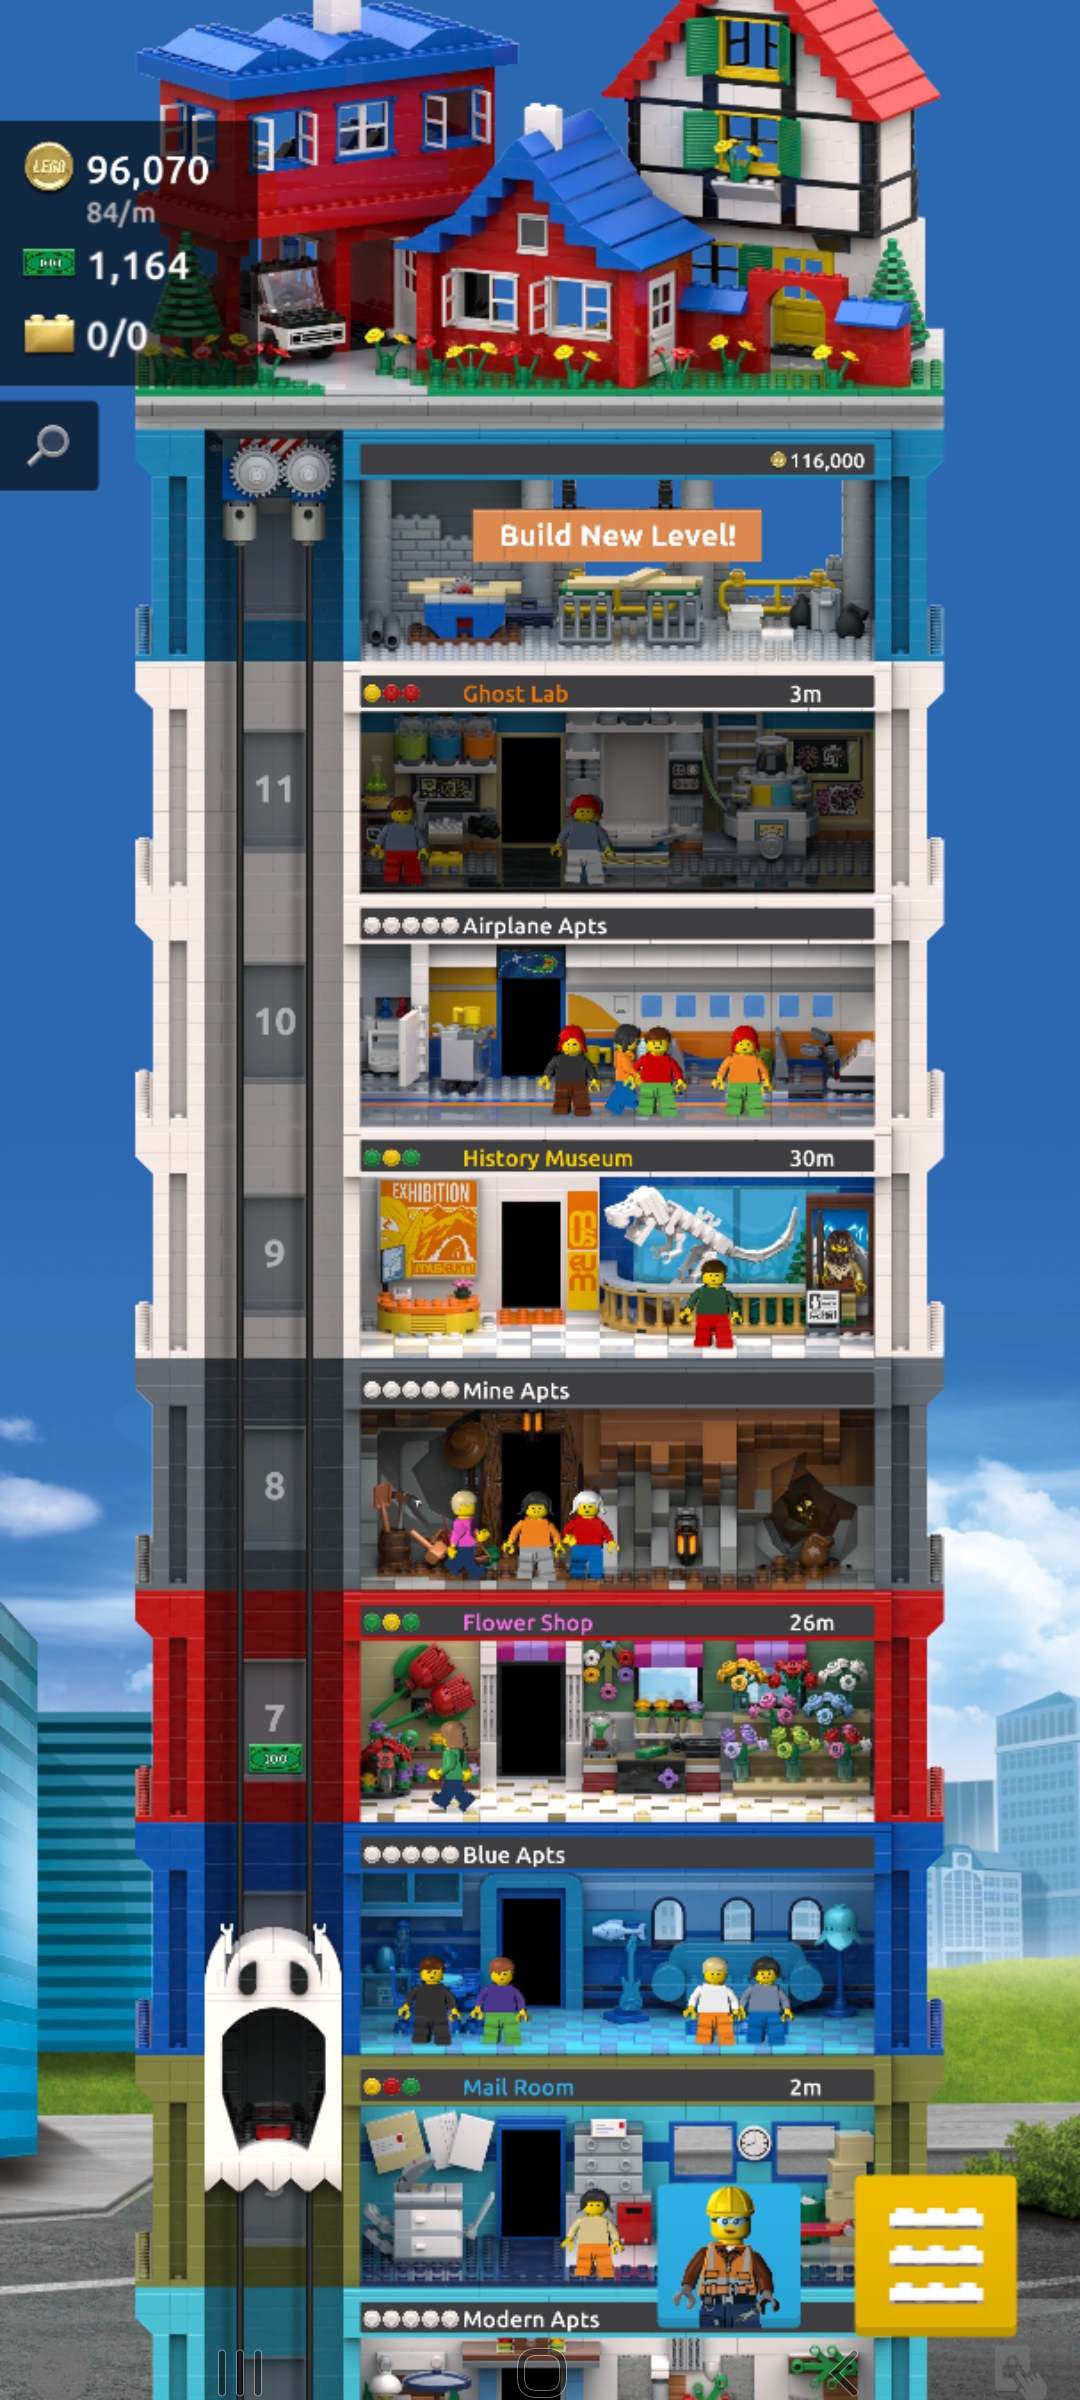 LEGO 96,070
84/m
100 1,164
0/0
116,000
Build New Level!
Ghost Lab 3m
11
Airplane Apts
10
History Museum 30m
EXHIBITION
museum
MUSEUM
9
Mine Apts
8
Flower Shop 26m
7
100
Blue Apts
Mail Room 2m
Modern Apts